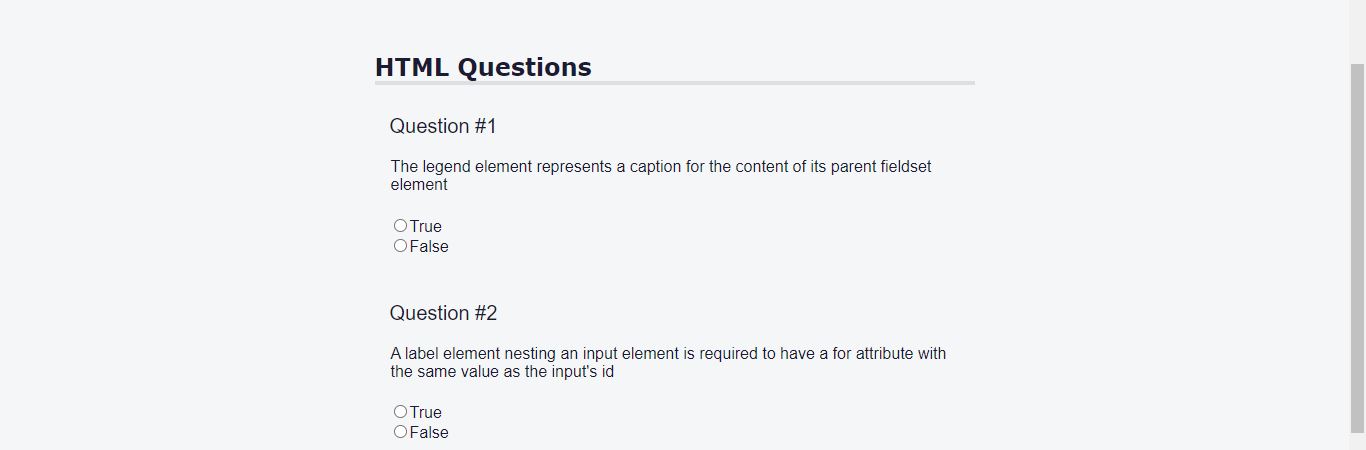 HTML Questions
Question #1
The legend element represents a caption for the content of its parent fieldset
element
True
False
Question #2
A label element nesting an input element is required to have a for attribute with
the same value as the input's id
True
False